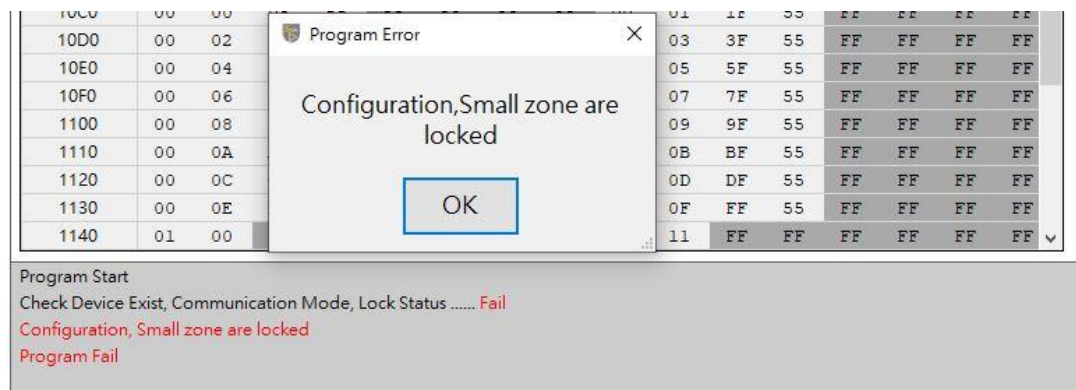 00 00 01 1F 55 FF FF FF FF
10D0 00 02 03 3F 55 FF FF FF FF
10E0 00 04 05 5F 55 FF FF FF FF
10F0 00 06 07 7F 55 FF FF FF FF
1100 00 08 09 9F 55 FF FF FF FF
1110 00 0A 0B BF 55 FF FF FF FF
1120 00 0C 0D DF 55 FF FF FF FF
1130 00 0E 0F FF 55 FF FF FF FF
1140 01 00 11 FF FF FF FF FF FF
Program Error
Configuration,Small zone are
locked
OK
Program Start
Check Device Exist, Communication Mode, Lock Status ...... Fail
Configuration, Small zone are locked
Program Fail